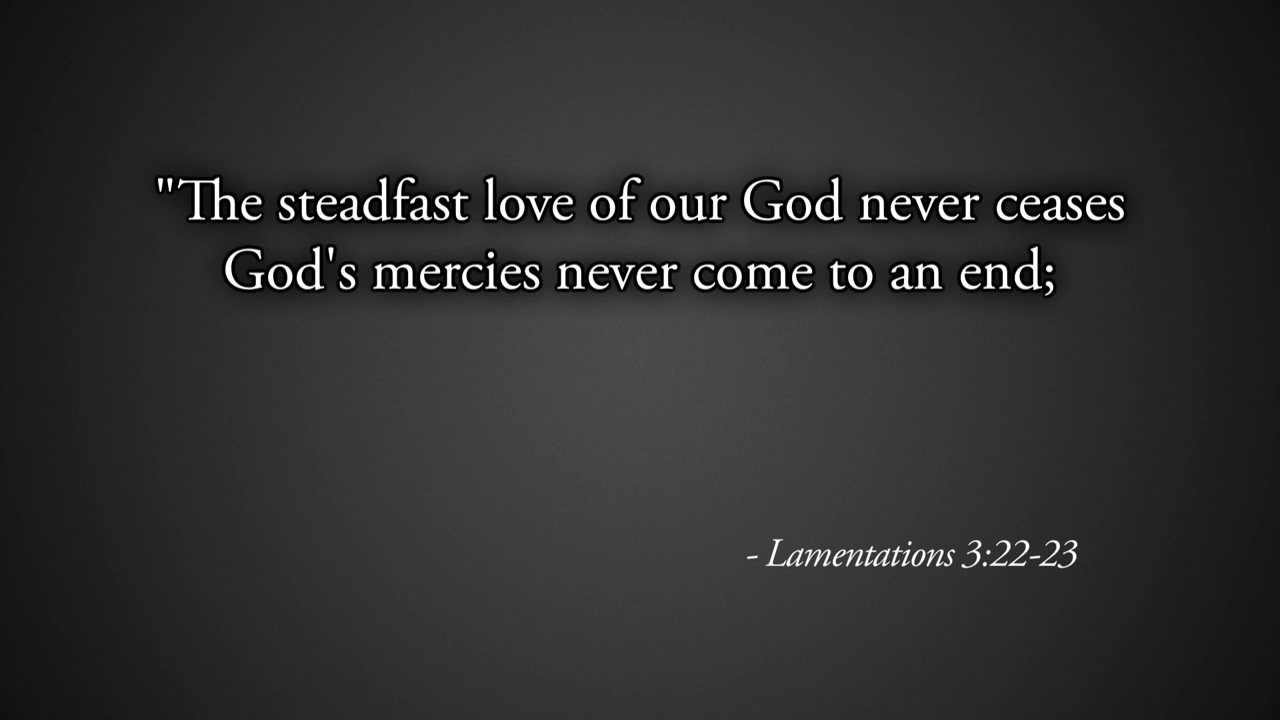 "The steadfast love of our God never ceases
God's mercies never come to an end;
- Lamentations 3:22-23